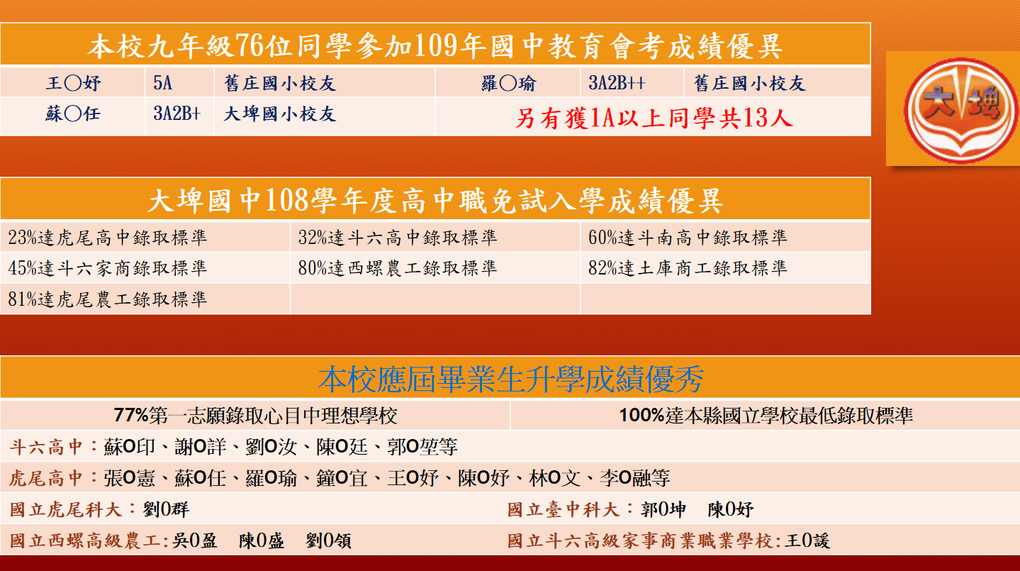 本校九年級76位同學參加109年國中教育會考成績優異
王○妤 5A 舊庄國小校友 羅○瑜 3A2B++ 舊庄國小校友
蘇○任 3A2B+ 大埤國小校友 另有獲1A以上同學共13人
大埤
大埤國中108學年度高中職免試入學成績優異
23%達虎尾高中錄取標準 32%達斗六高中錄取標準 60%達斗南高中錄取標準
45%達斗六家商錄取標準 80%達西螺農工錄取標準 82%達土庫商工錄取標準
81%達虎尾農工錄取標準
本校應屆畢業生升學成績優秀
77%第一志願錄取心目中理想學校 100%達本縣國立學校最低錄取標準
斗六高中：蘇O印、謝O詳、劉O汝、陳O廷、郭O堃等
虎尾高中：張O憲、蘇O任、羅O瑜、鐘O宜、王O妤、陳O妤、林O文、李O融等
國立虎尾科大：劉O群 國立臺中科大：郭O坤 陳O妤
國立西螺高級農工:吳O盈 陳O盛 劉O領 國立斗六高級家事商業職業學校:王O諼